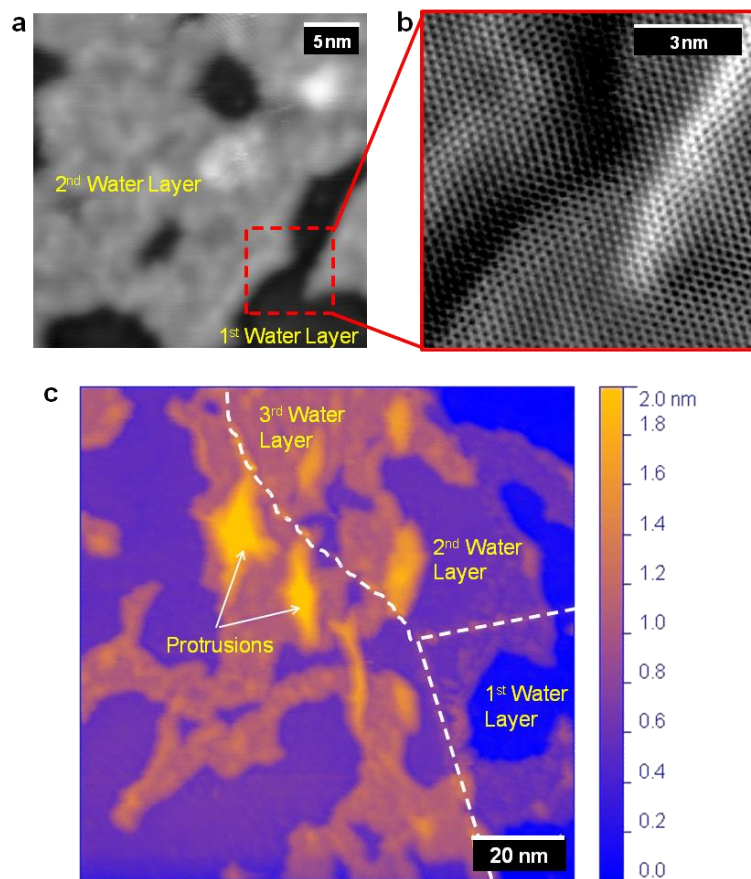 a
5 nm
2nd Water Layer
1st Water Layer
b
3 nm
c
3rd Water
Layer
2nd Water
Layer
Protrusions
1st Water
Layer
20 nm
2.0 nm
1.8
1.6
1.4
1.2
1.0
0.8
0.6
0.4
0.2
0.0